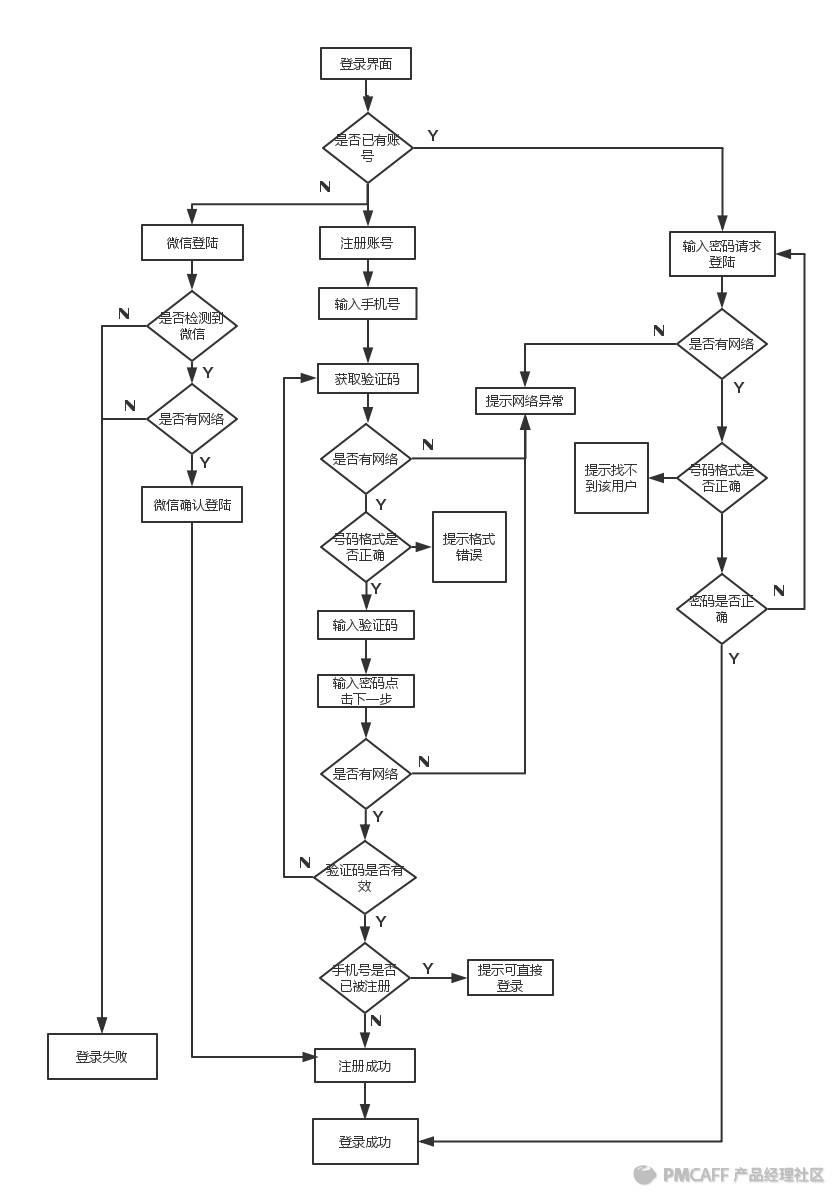 登录界面
是否已有账
号
Y
N
微信登陆
注册账号
输入密码请求
登陆
输入手机号
是否检测到
微信
N
Y
是否有网络
N
Y
获取验证码
提示网络异常
是否有网络
N
Y
是否有网络
N
Y
微信确认登陆
号码格式是
否正确
Y
提示格式
错误
提示找不
到该用户
号码格式是
否正确
输入验证码
密码是否正
确
N
Y
输入密码点
击下一步
是否有网络
N
Y
验证码是否有
效
N
Y
手机号是否
已被注册
Y
N
提示可直接
登录
登录失败
注册成功
登录成功
PMCAFF 产品经理社区